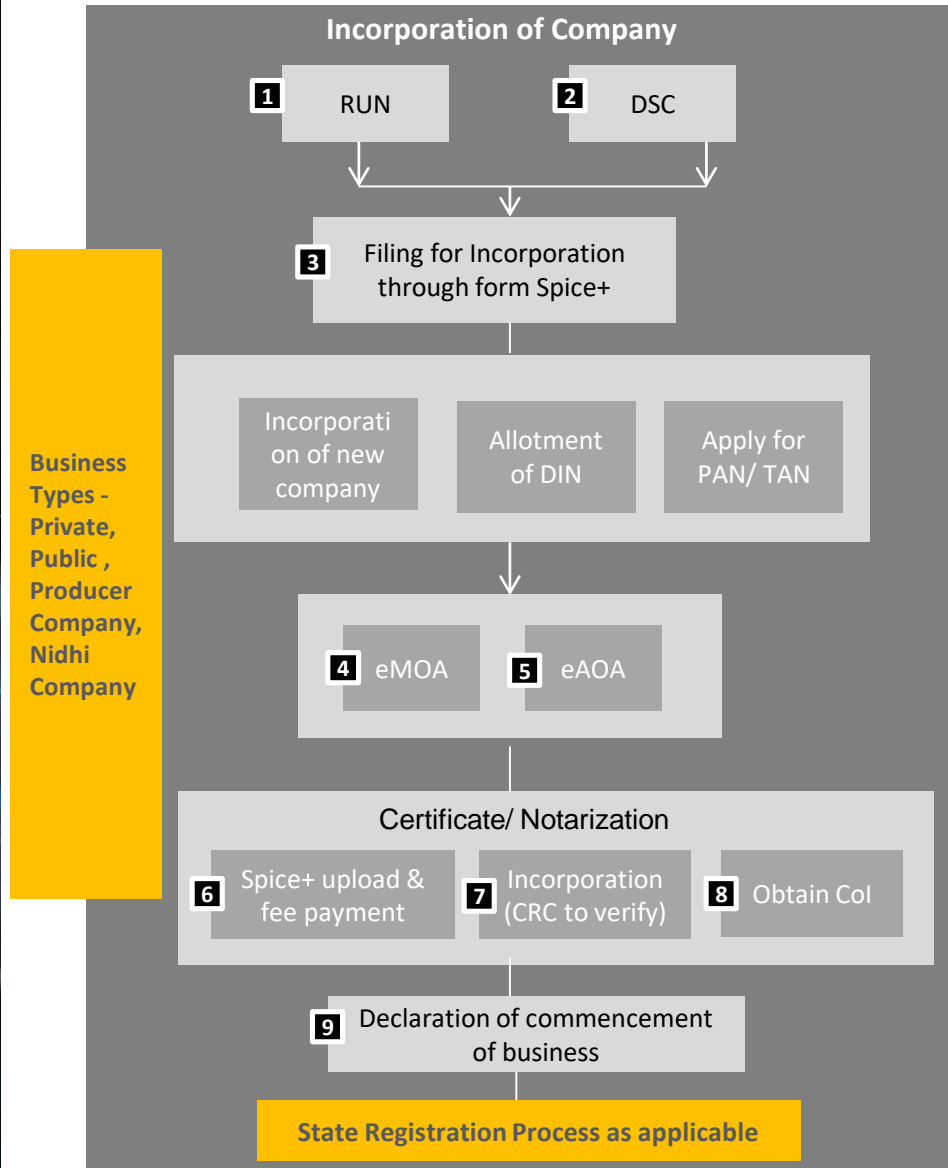 Incorporation of Company
1
RUN
2
DSC
3
Filing for Incorporation
through form Spice+
Incorporati
on of new
company
Allotment
of DIN
Apply for
PAN/ TAN
Business
Types -
Private,
Public ,
Producer
Company,
Nidhi
Company
4
eMOA
5
eAOA
Certificate/ Notarization
6
Spice+ upload &
fee payment
7
Incorporation
(CRC to verify)
8
Obtain CoI
9
Declaration of commencement
of business
State Registration Process as applicable